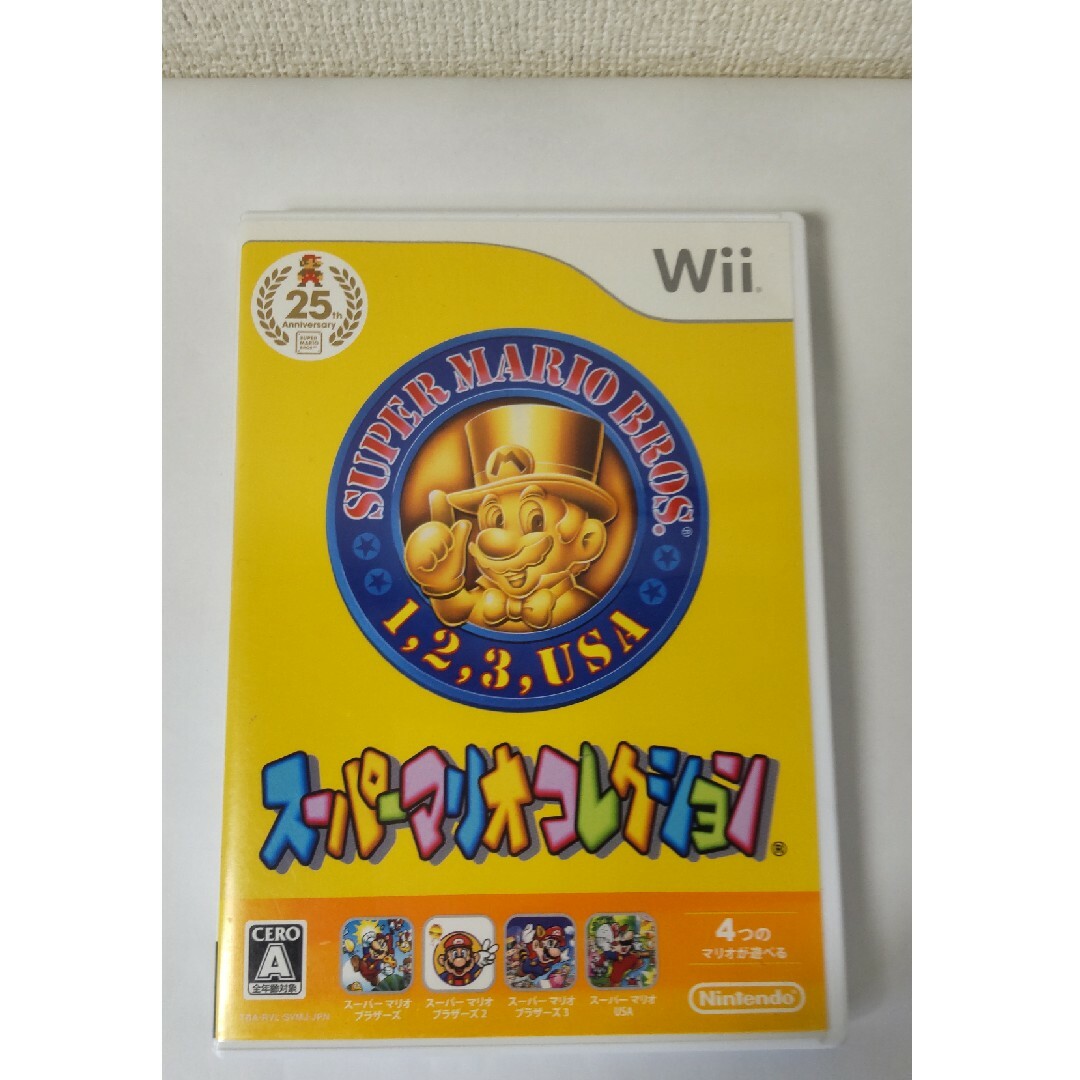 Wii
25th
Anniversary
SUPER
MARIO
BROS.
SUPER MARIO BROS.®
1,2,3,USA
スーパーマリオコレクション®
CERO
A
全年齢対象
スーパーマリオ
ブラザーズ
スーパーマリオ
ブラザーズ2
スーパーマリオ
ブラザーズ3
スーパーマリオ
USA
4つの
マリオが遊べる
Nintendo